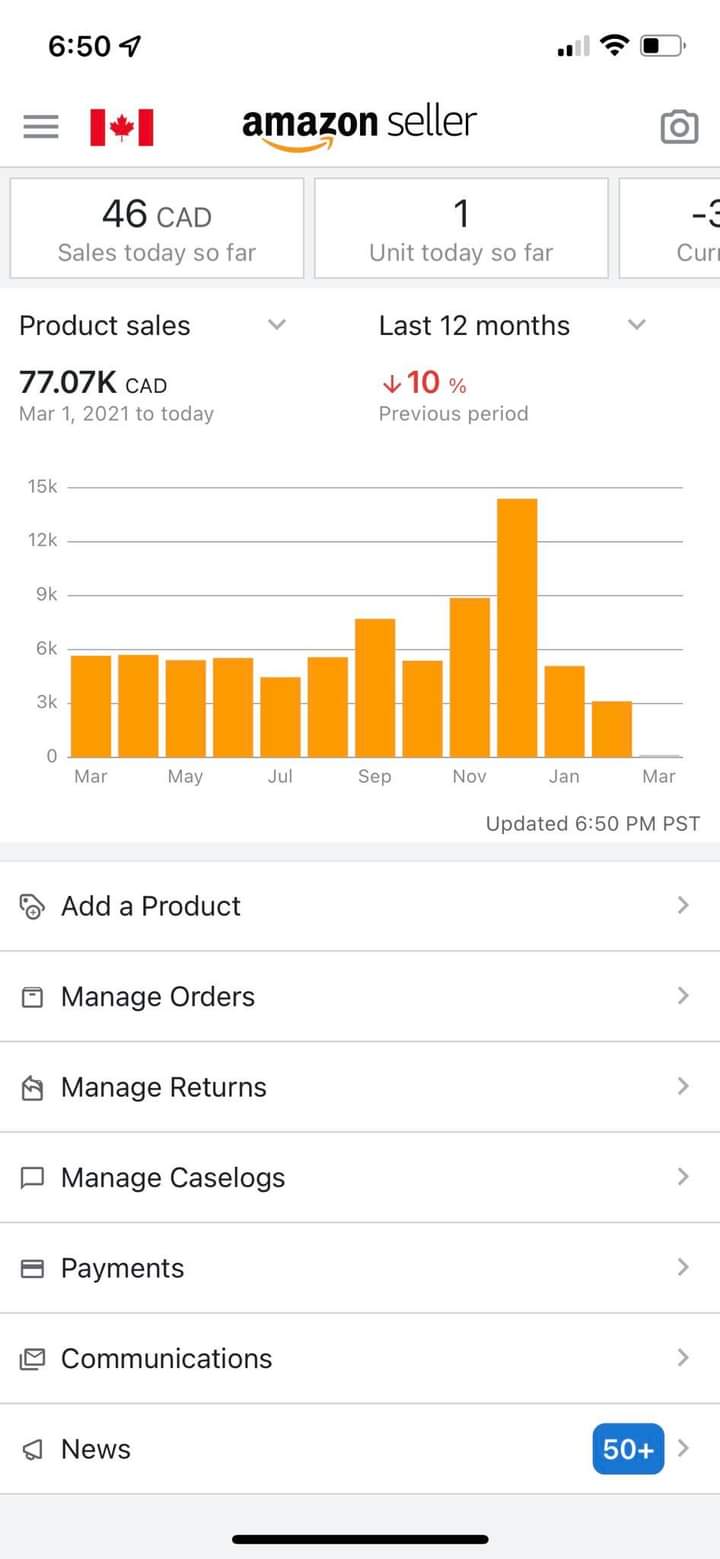 6:50
amazon seller
46 CAD
Sales today so far
1
Unit today so far
Product sales
Last 12 months
77.07K CAD
Mar 1, 2021 to today
10 %
Previous period
15k
12k
9k
6k
3k
0
Mar May Jul Sep Nov Jan Mar
Updated 6:50 PM PST
Add a Product
Manage Orders
Manage Returns
Manage Caselogs
Payments
Communications
News 50+